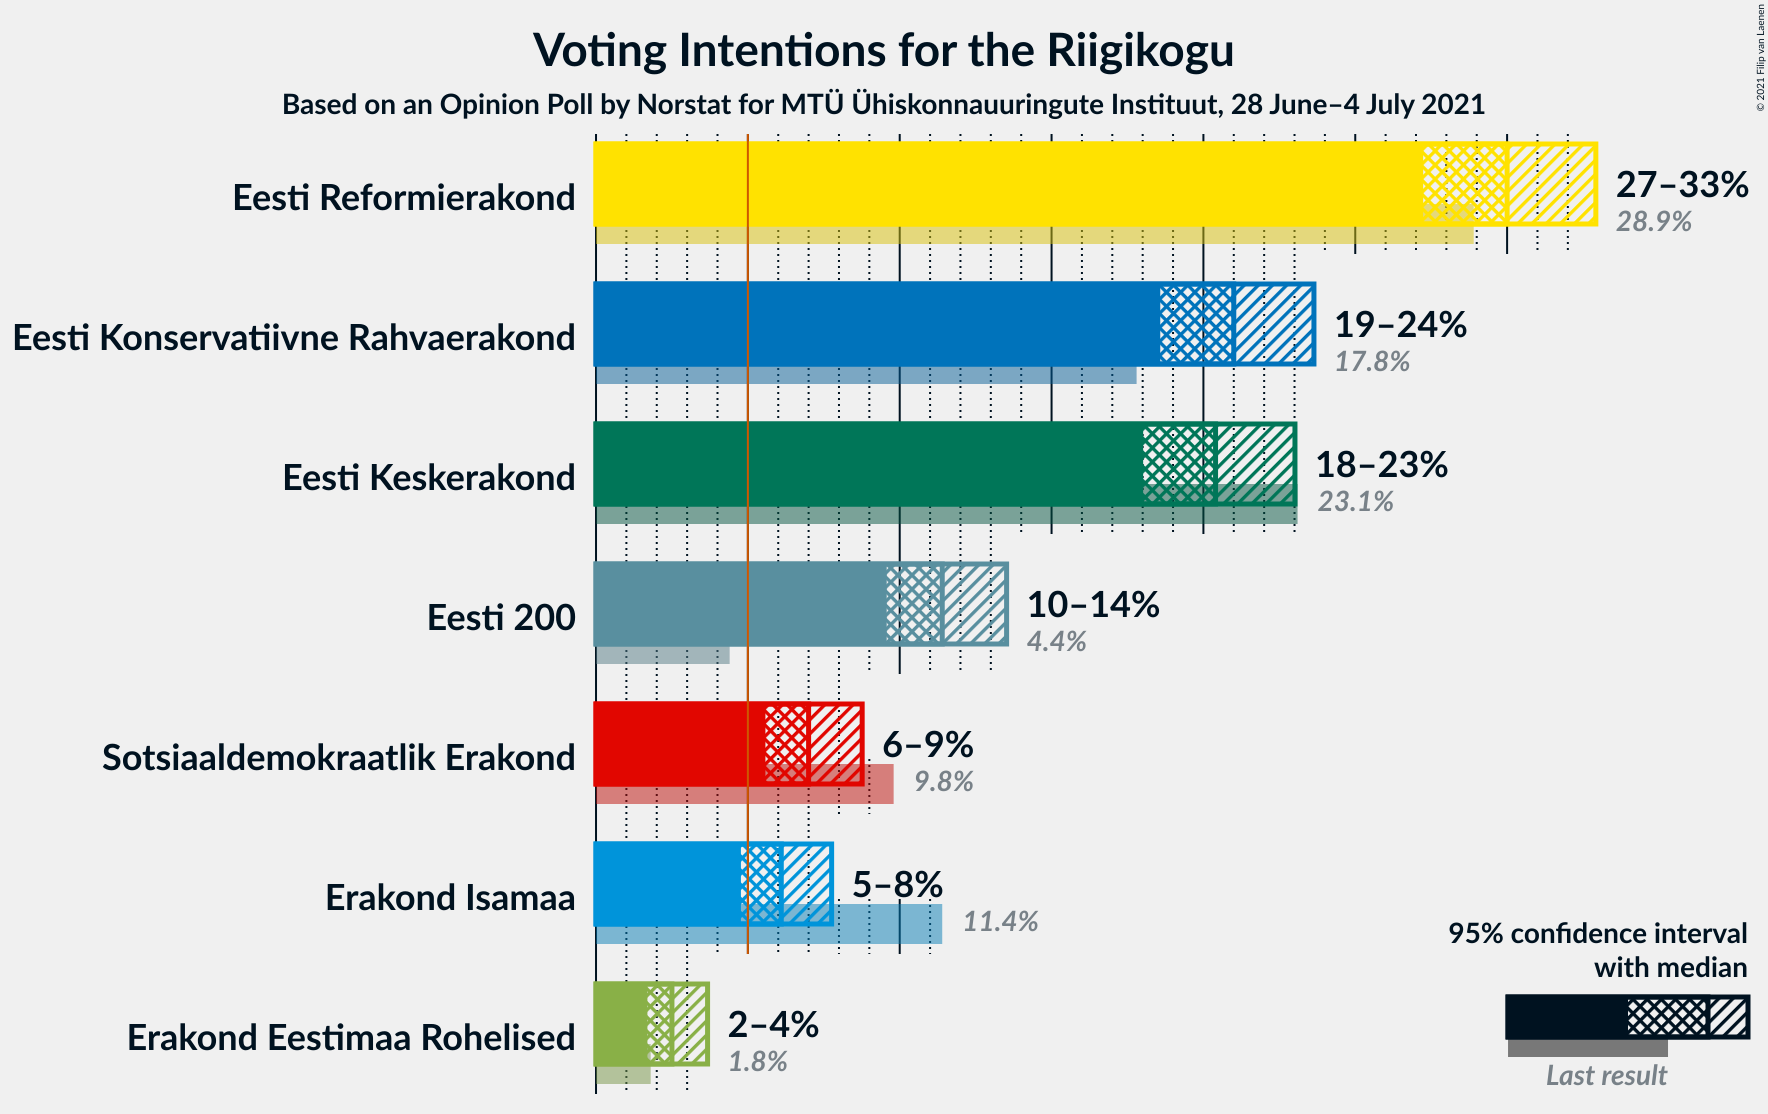 Voting Intentions for the Riigikogu
Based on an Opinion Poll by Norstat for MTÜ Ühiskonnauuringute Instituut, 28 June–4 July 2021
© 2021 Filip van Laenen
Eesti Reformierakond
27–33%
28.9%
Eesti Konservatiivne Rahvaerakond
19–24%
17.8%
Eesti Keskerakond
18–23%
23.1%
Eesti 200
10–14%
4.4%
Sotsiaaldemokraatlik Erakond
6–9%
9.8%
Erakond Isamaa
5–8%
11.4%
Erakond Eestimaa Rohelised
2–4%
1.8%
95% confidence interval
with median
Last result